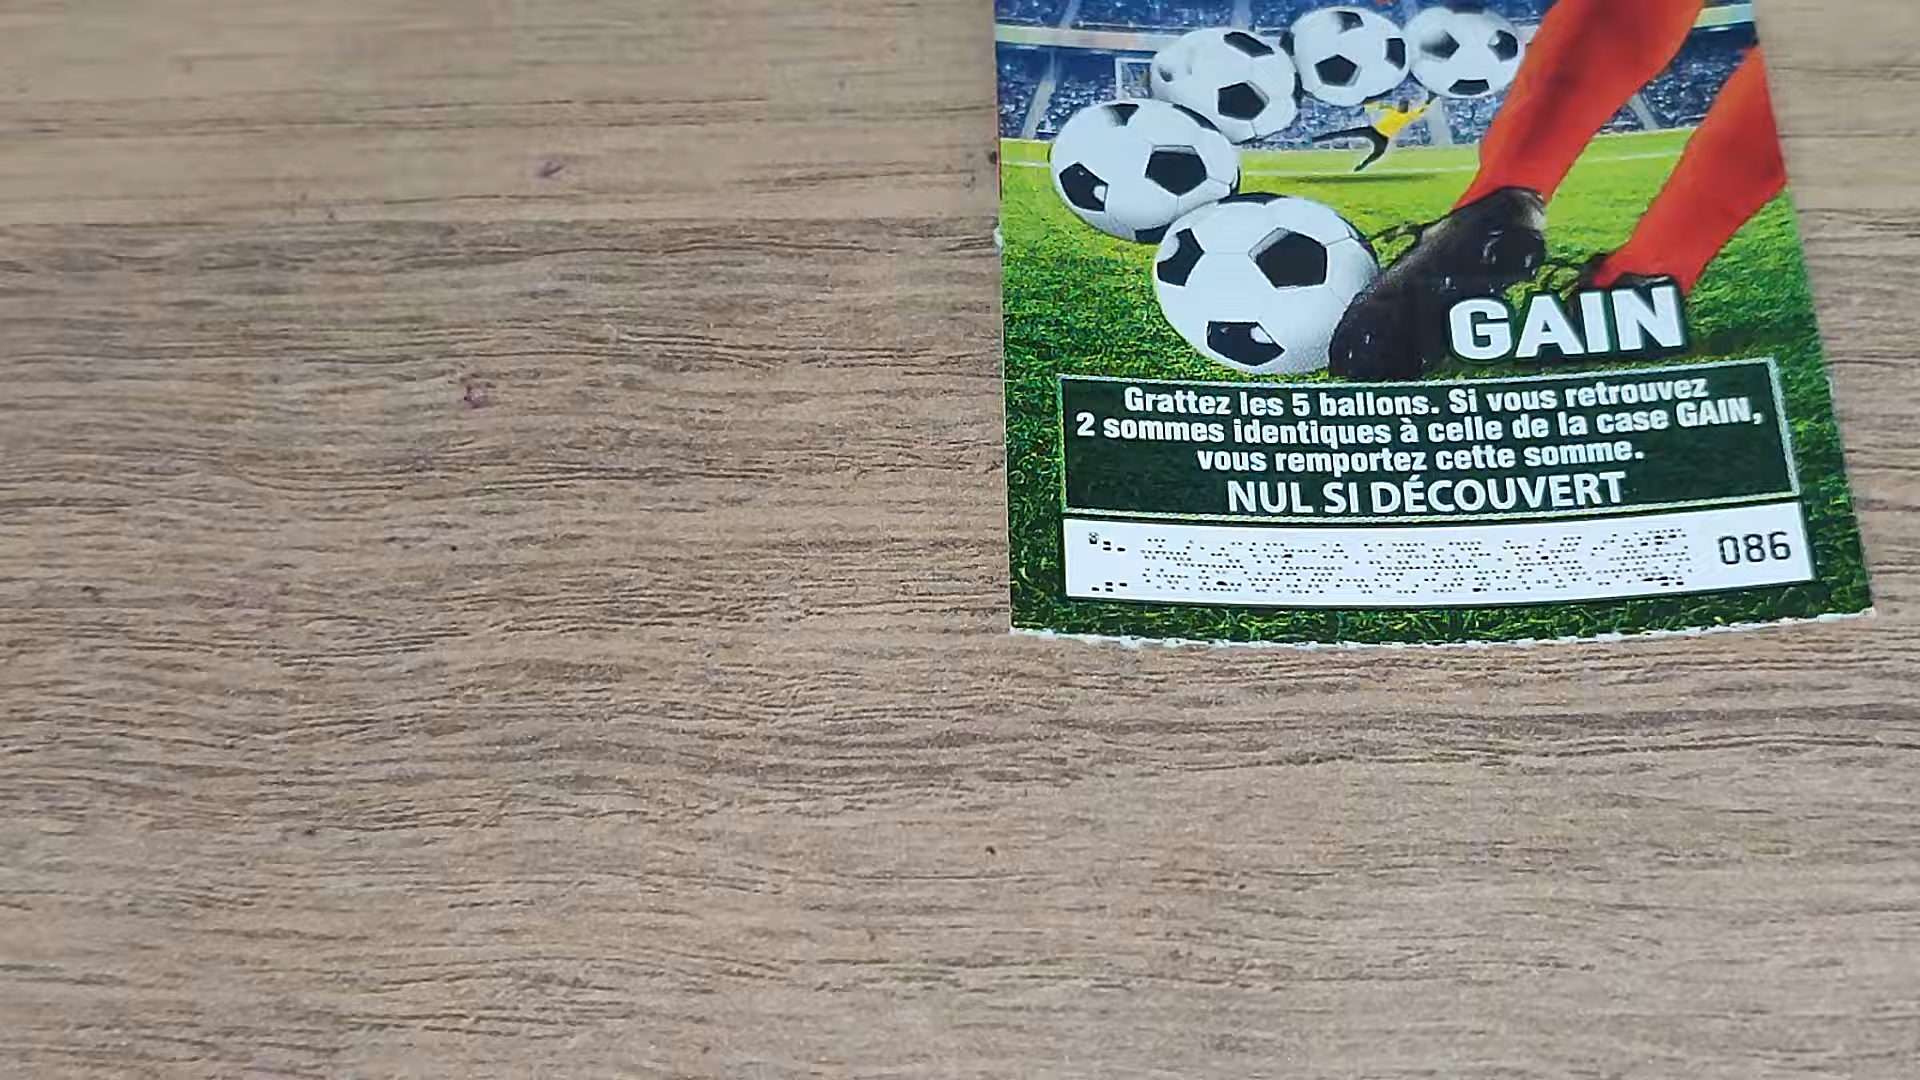 GAIN
Grattez les 5 ballons. Si vous retrouvez
2 sommes identiques à celle de la case GAIN,
vous remportez cette somme.
NUL SI DÉCOUVERT
086